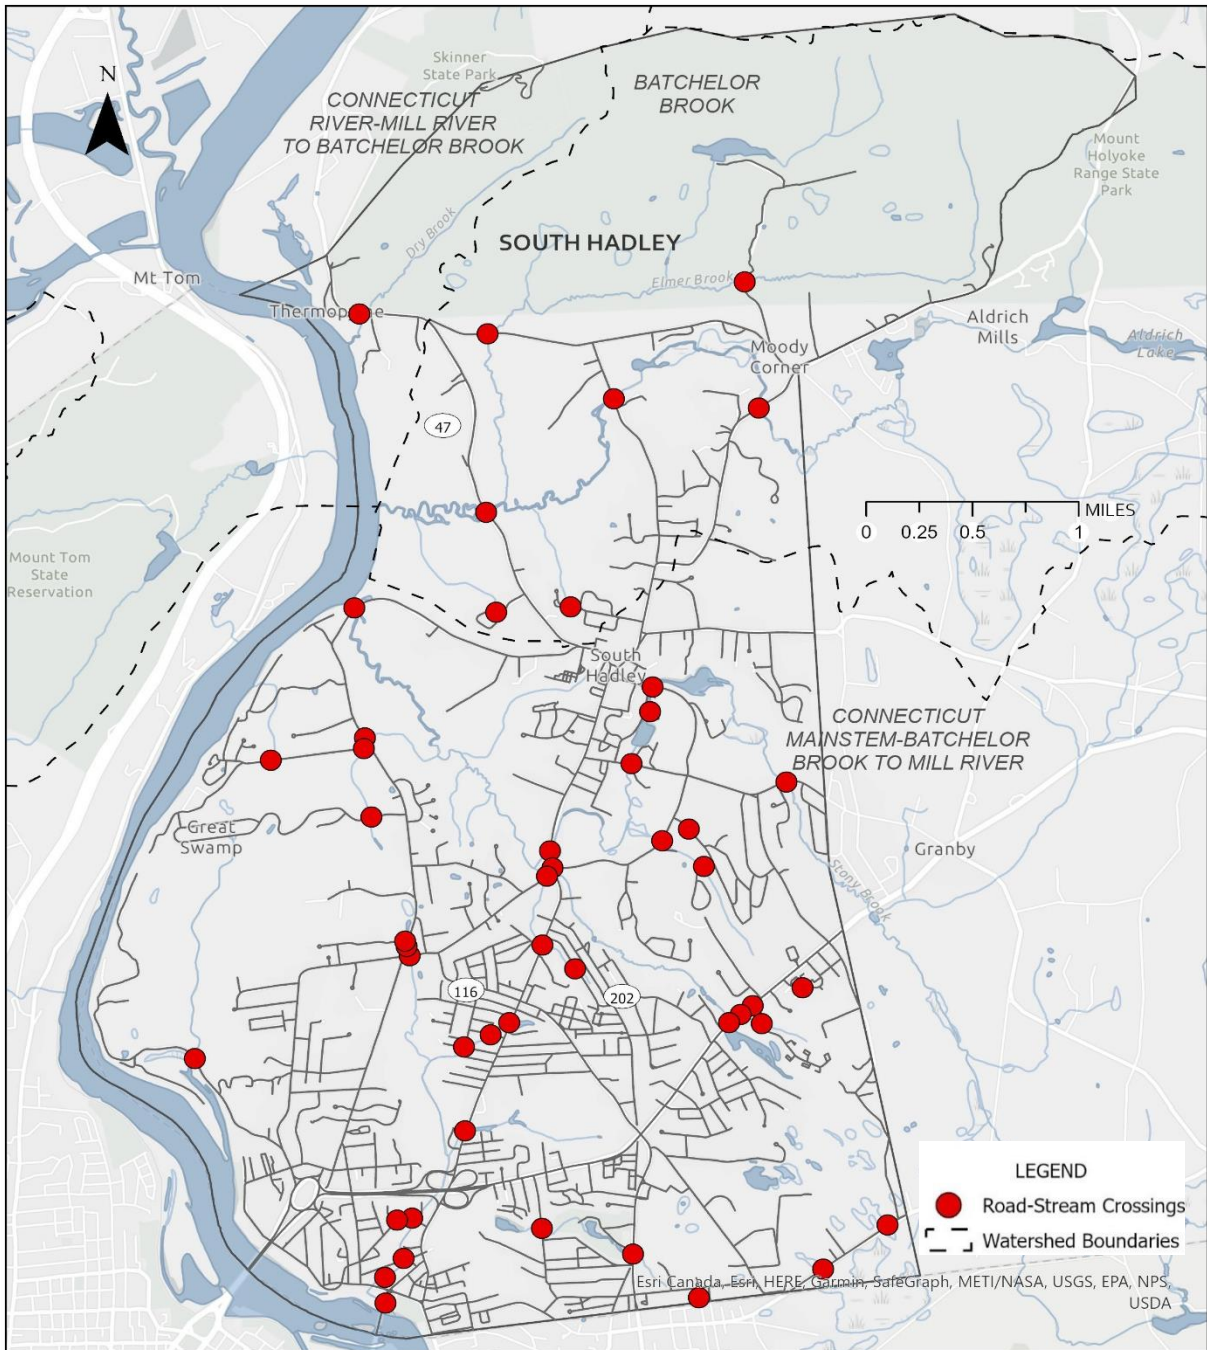 N
Skinner
State Park
CONNECTICUT
RIVER-MILL RIVER
TO BATCHELOR BROOK
BATCHELOR
BROOK
Mount
Holyoke
Range State
Park
Dry Brook
SOUTH HADLEY
Mt Tom
Elmer Brook
Aldrich
Mills
Aldrich
Lake
Moody
Corner
47
MILES
0 0.25 0.5 1
Mount Tom
State
Reservation
South
Hadley
CONNECTICUT
MAINSTEM-BATCHELOR
BROOK TO MILL RIVER
Great
Swamp
Granby
Stony Brook
116
202
LEGEND
Road-Stream Crossings
Watershed Boundaries
Esri Canada, Esri, HERE, Garmin, SafeGraph, METI/NASA, USGS, EPA, NPS,
USDA